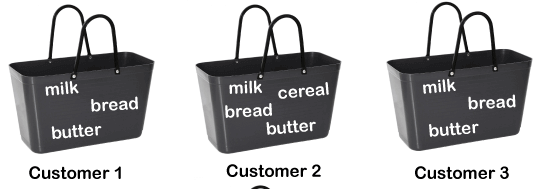 milk
bread
butter
milk cereal
bread
butter
milk
bread
butter
Customer 1
Customer 2
Customer 3